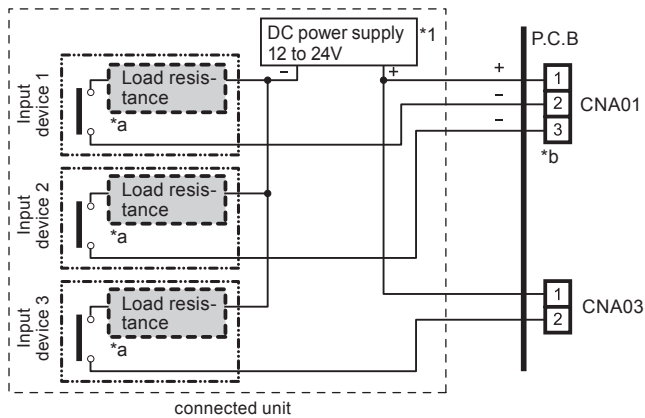 DC power supply
12 to 24V
*1
P.C.B
Input
device 1
Load resis-
tance
*a
–
+
+
–
–
1
2
3
CNA01
*b
Input
device 2
Load resis-
tance
*a
Input
device 3
Load resis-
tance
*a
1
2
CNA03
connected unit